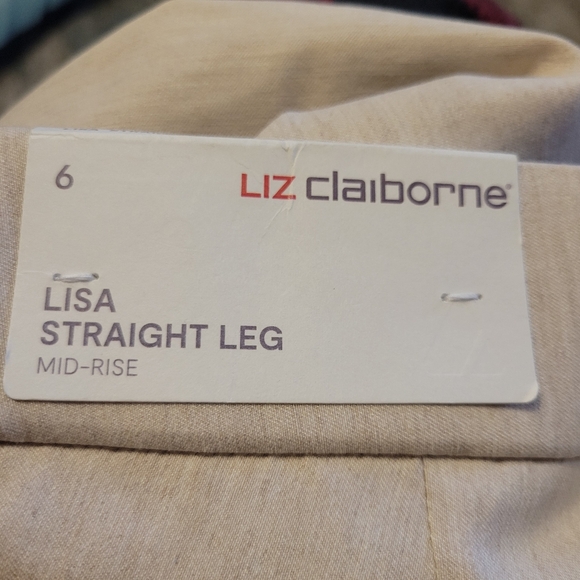 6
LIZ claiborne®
LISA
STRAIGHT LEG
MID-RISE